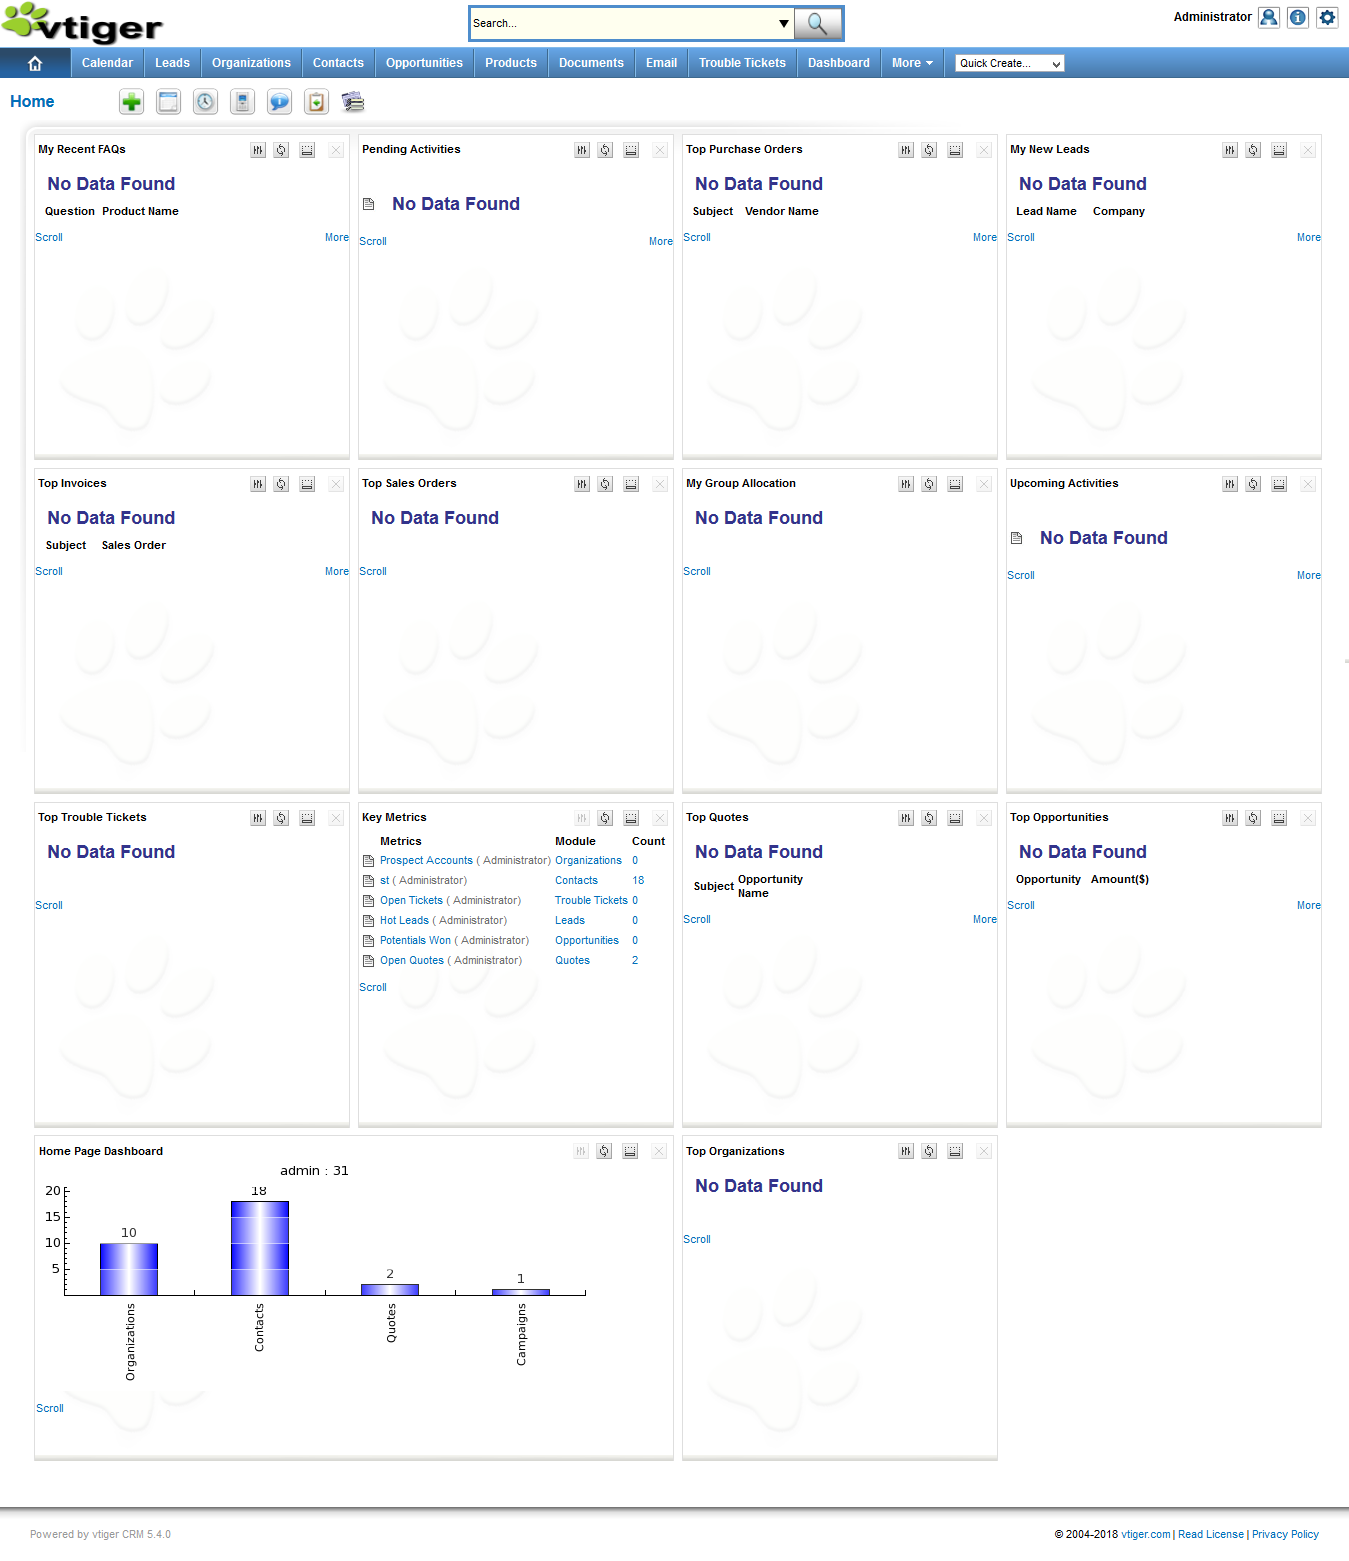 vtiger
Search...
Administrator
Calendar Leads Organizations Contacts Opportunities Products Documents Email Trouble Tickets Dashboard More Quick Create...
Home
My Recent FAQs
No Data Found
Question Product Name
Scroll More
Pending Activities
No Data Found
Scroll More
Top Purchase Orders
No Data Found
Subject Vendor Name
Scroll More
My New Leads
No Data Found
Lead Name Company
Scroll More
Top Invoices
No Data Found
Subject Sales Order
Scroll More
Top Sales Orders
No Data Found
Scroll
My Group Allocation
No Data Found
Scroll
Upcoming Activities
No Data Found
Scroll More
Top Trouble Tickets
No Data Found
Scroll
Key Metrics
Metrics Module Count
Prospect Accounts ( Administrator) Organizations 0
st ( Administrator) Contacts 18
Open Tickets ( Administrator) Trouble Tickets 0
Hot Leads ( Administrator) Leads 0
Potentials Won ( Administrator) Opportunities 0
Open Quotes ( Administrator) Quotes 2
Scroll
Top Quotes
No Data Found
Subject Opportunity
Name
Scroll More
Top Opportunities
No Data Found
Opportunity Amount($)
Scroll More
Home Page Dashboard
admin : 31
20
15
10
5
10
18
2
1
Organizations
Contacts
Quotes
Campaigns
Scroll
Top Organizations
No Data Found
Scroll
Powered by vtiger CRM 5.4.0
© 2004-2018 vtiger.com | Read License | Privacy Policy